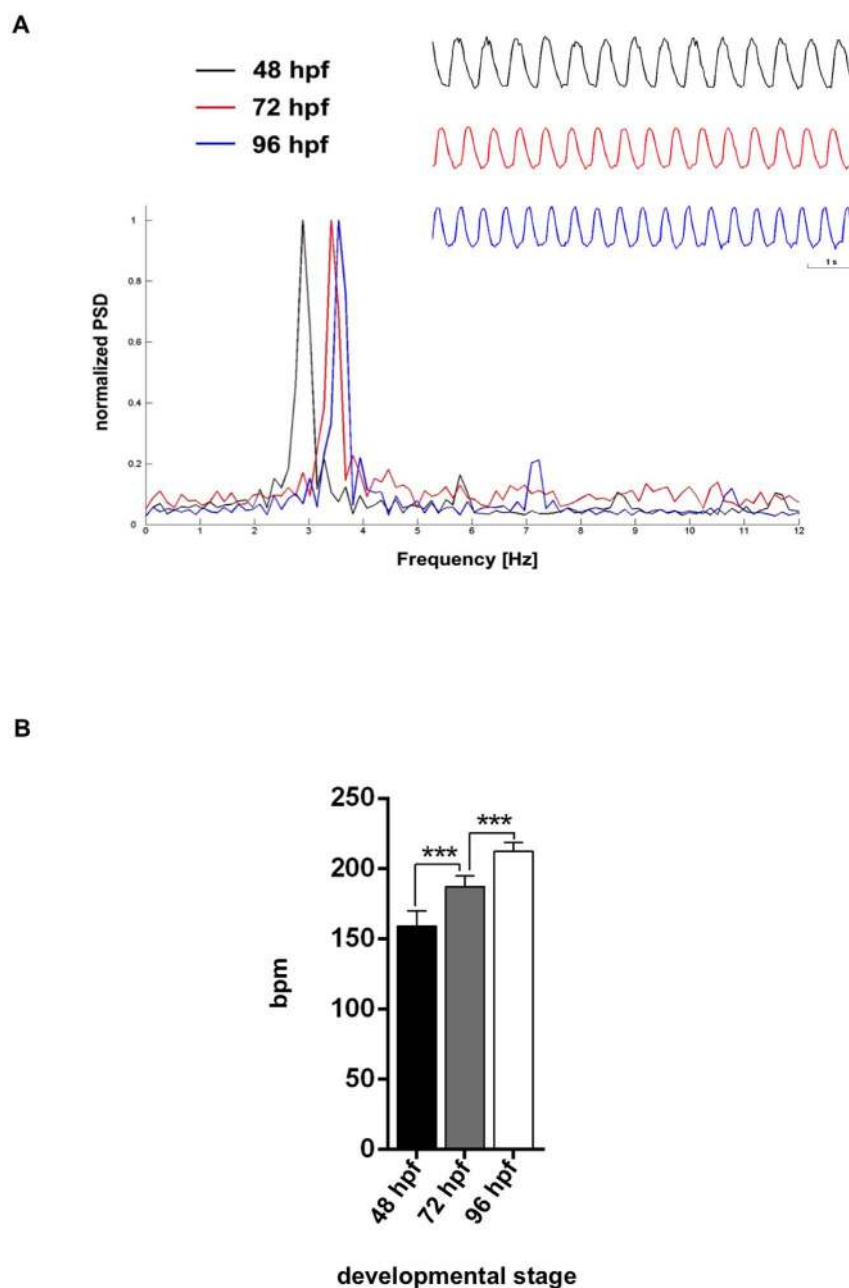 A
48 hpf
72 hpf
96 hpf
1 s
normalized PSD
1
0.8
0.6
0.4
0.2
0
0 1 2 3 4 5 6 7 8 9 10 11 12
Frequency [Hz]
B
250
200
150
100
50
0
bpm
***
***
48 hpf
72 hpf
96 hpf
developmental stage